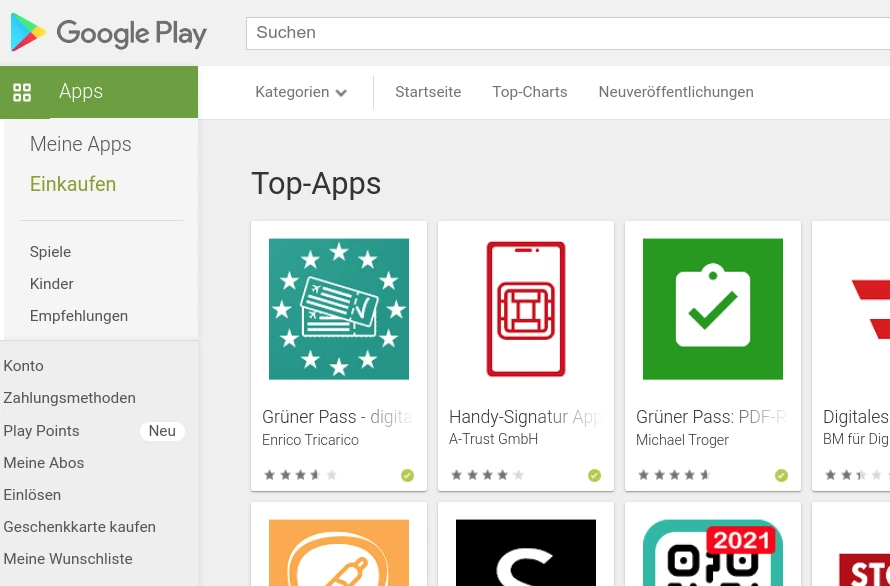 Google Play
Suchen
Apps
Kategorien
Startseite
Top-Charts
Neuveröffentlichungen
Meine Apps
Einkaufen
Spiele
Kinder
Empfehlungen
Konto
Zahlungsmethoden
Play Points
Neu
Meine Abos
Einlösen
Geschenkkarte kaufen
Meine Wunschliste
Top-Apps
Grüner Pass - digita
Enrico Tricarico
Handy-Signatur App
A-Trust GmbH
Grüner Pass: PDF-R
Michael Troger
Digitales
BM für Dig
S
2021
STO